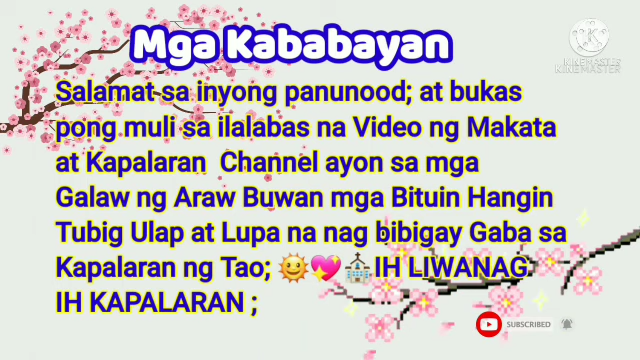 Mga Kababayan
KINEMASTER
Salamat sa inyong panunood; at bukas
pong muli sa ilalabas na Video ng Makata
at Kapalaran Channel ayon sa mga
Galaw ng Araw Buwan mga Bituin Hangin
Tubig Ulap at Lupa na nag bibigay Gaba sa
Kapalaran ng Tao; 🌞💖⛪IH LIWANAG
IH KAPALARAN ;
SUBSCRIBED